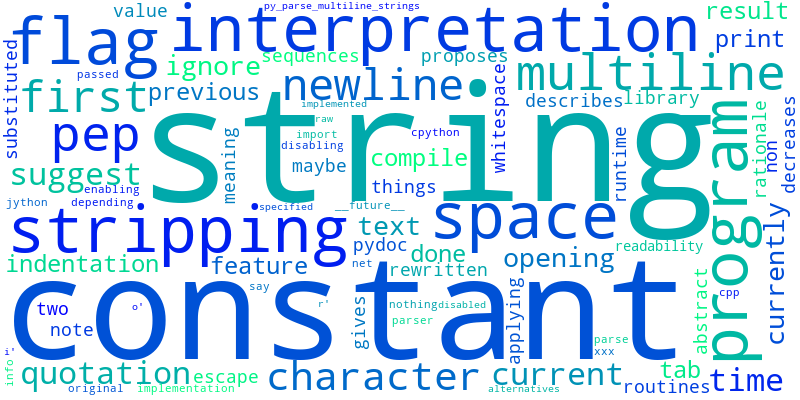 value
py_parse_multiline_strings
result
flag
interpretation
print
substituted
passed
ignore
sequences
proposes
multiline
first
previous
newline
describes
library
pep
meaning
implemented
raw
import
disabling
cpython
whitespace
string
runtime
rationale
non
decreases
suggest
enabling
maybe
compile
things
program
jython
depending
specified
__future__
stripping
text
space
currently
indentation
feature
pydoc
done
opening
readability
net
rewritten
constant
say
two
o'
note
r'
nothing
disabled
parser
gives
applying
abstract
cpp
parse
xxx
i'
info
quotation
escape
character
current
tab
time
original
implementation
alternatives
routines